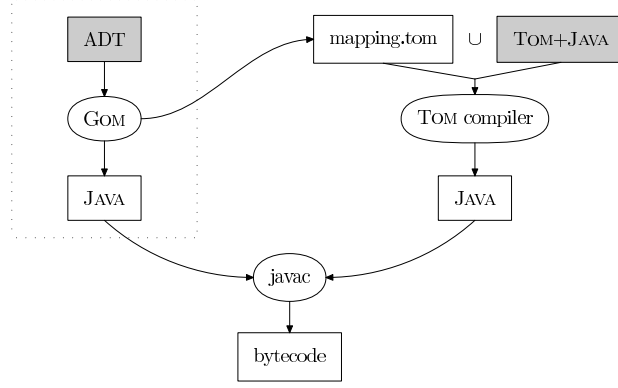 ADT
mapping.tom ∪ TOM+JAVA
GOM
TOM compiler
JAVA
JAVA
javac
bytecode